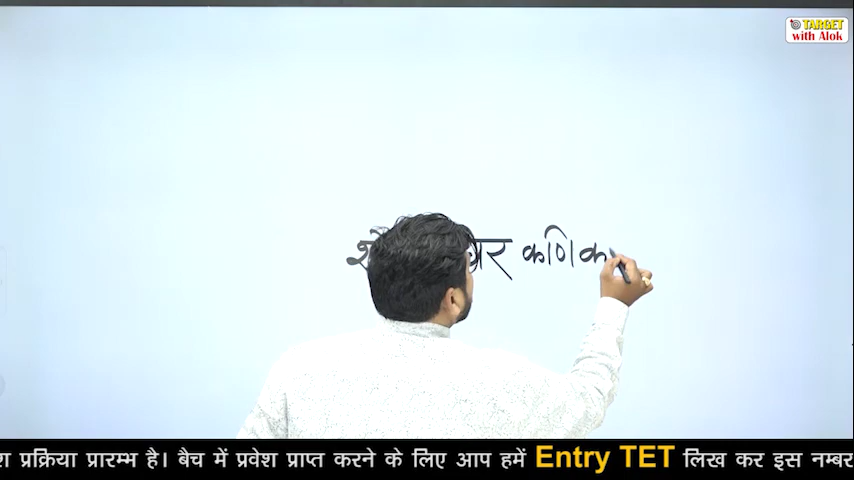 TARGET
with Alok
कणिक
प्रक्रिया प्रारम्भ है। बैच में प्रवेश प्राप्त करने के लिए आप हमें Entry TET लिख कर इस नम्बर